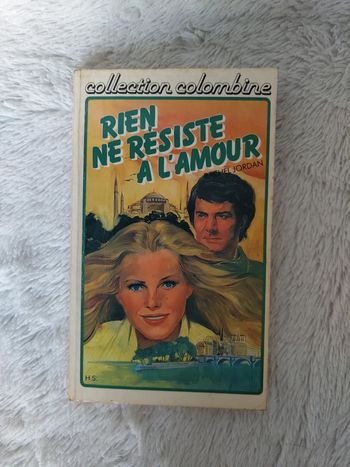 collection colombine
RIEN
NE RÉSISTE
À L'AMOUR
JORDAN
H.S.